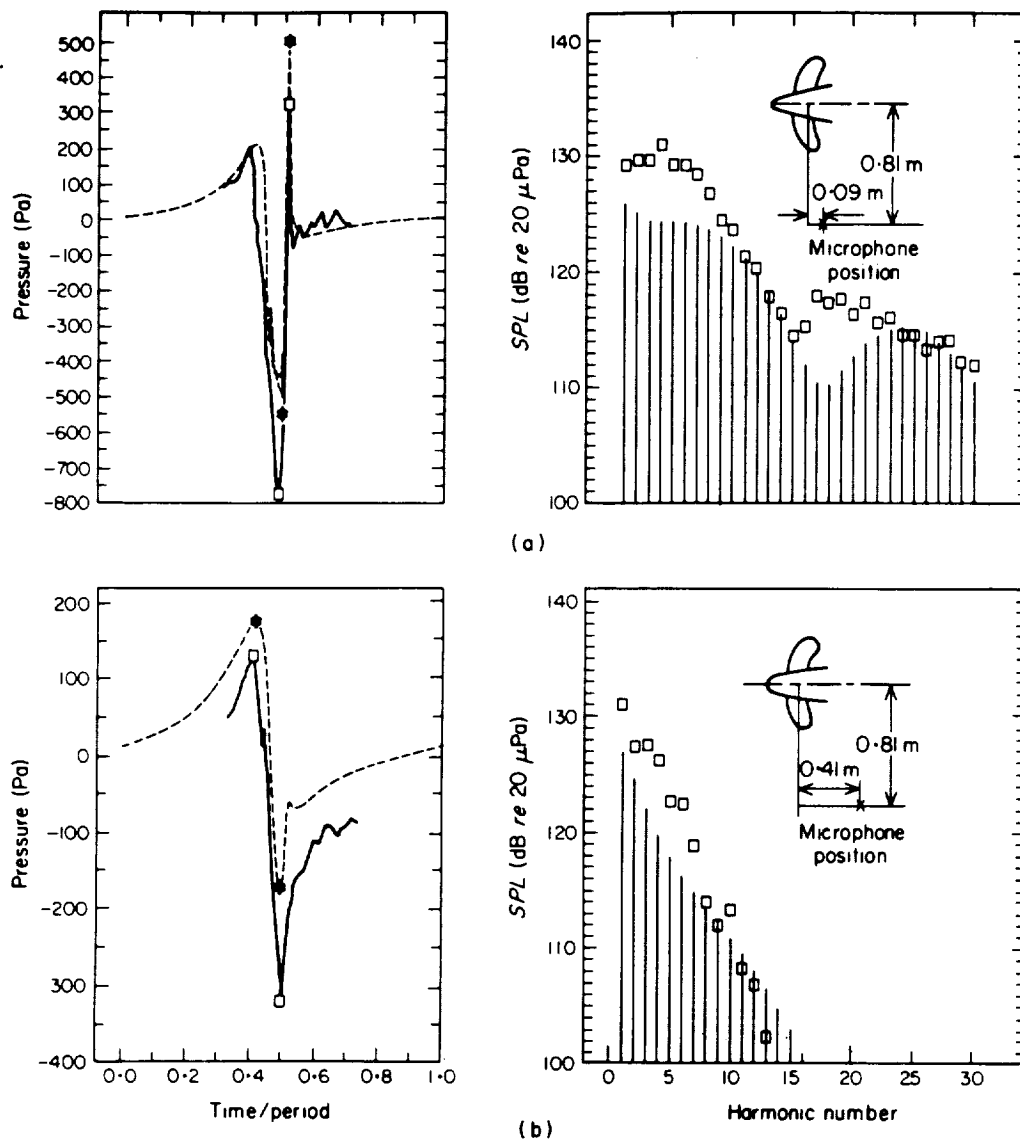 500
400
300
200
100
0
-100
-200
-300
-400
-500
-600
-700
-800
Pressure (Pa)
140
130
120
110
100
SPL (dB re 20 μPa)
0·81 m
0·09 m
Microphone
position
(a)
200
100
0
-100
-200
300
-400
Pressure (Pa)
0·0
0·2
0·4
0·6
0·8
1·0
Time/period
140
130
120
110
100
SPL (dB re 20 μPa)
0·81 m
0·41 m
Microphone
position
0
5
10
15
20
25
30
Harmonic number
(b)